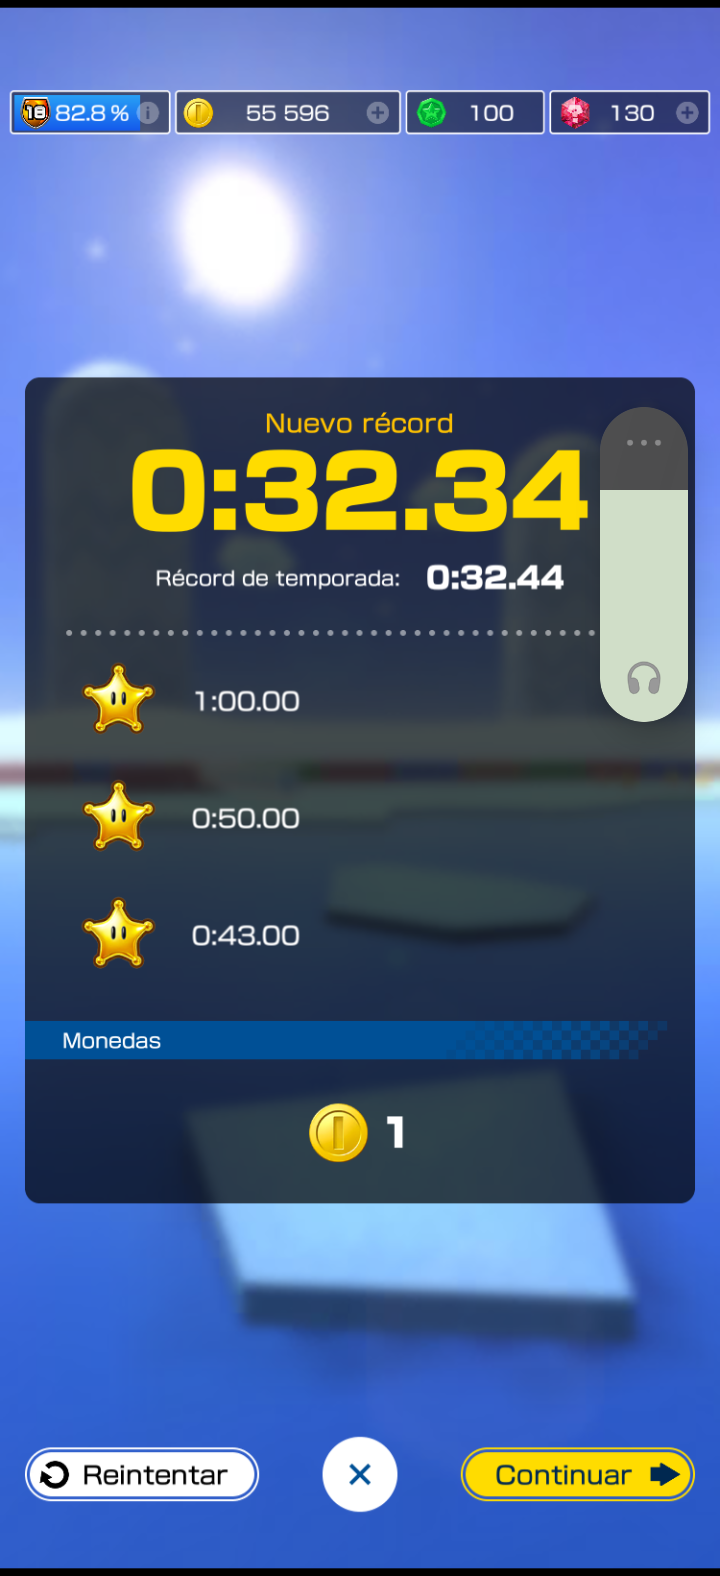 18 82.8 % i 55 596 + 100 130 +
Nuevo récord
0:32.34
Récord de temporada: 0:32.44
1:00.00
0:50.00
0:43.00
Monedas
1
Reintentar × Continuar